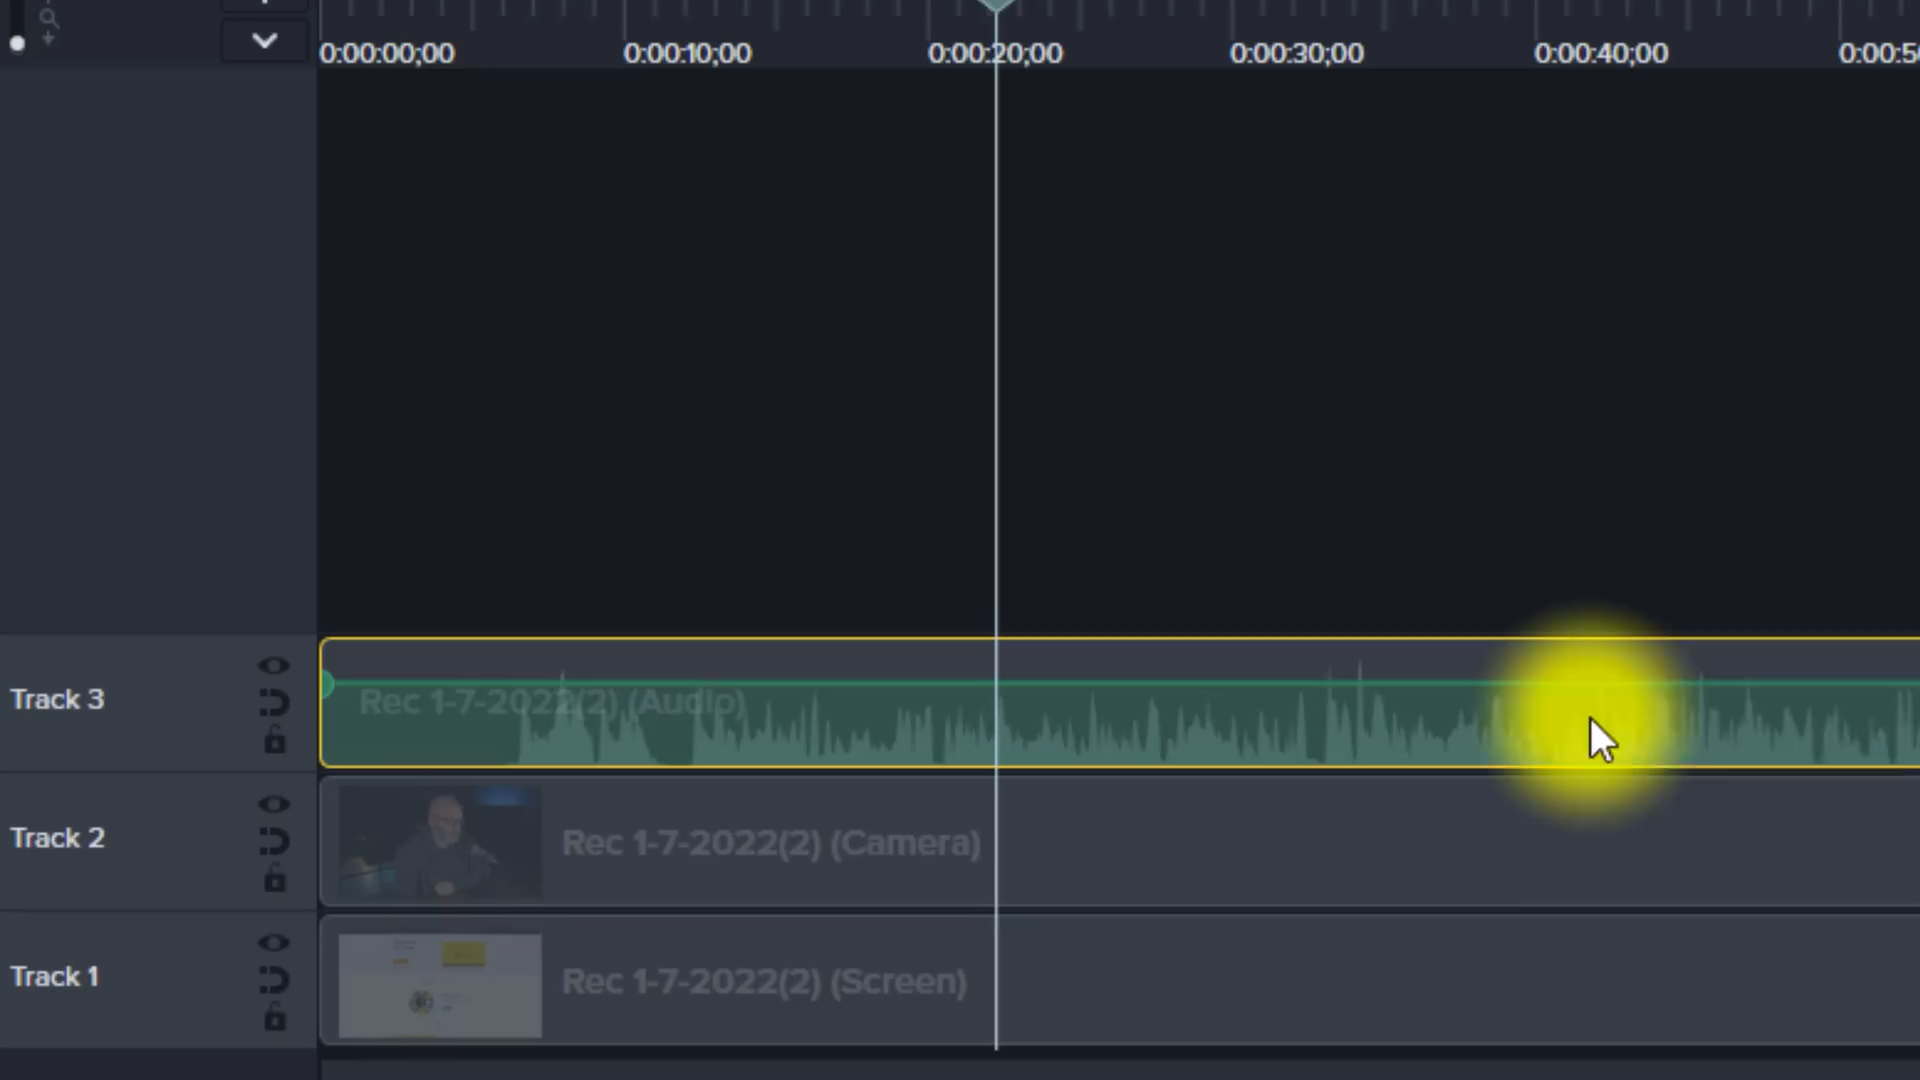 0:00:00;00 0:00:10;00 0:00:20;00 0:00:30;00 0:00:40;00 0:00:5
Track 3
Rec 1-7-2022(2) (Audio)
Track 2
Rec 1-7-2022(2) (Camera)
Track 1
Rec 1-7-2022(2) (Screen)